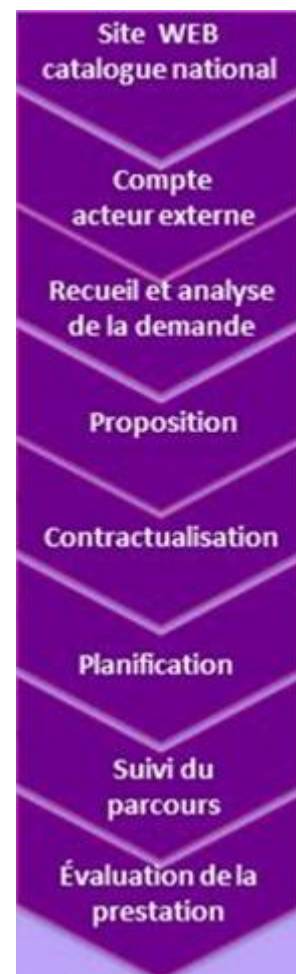 Site WEB
catalogue national
Compte
acteur externe
Recueil et analyse
de la demande
Proposition
Contractualisation
Planification
Suivi du
parcours
Évaluation de la
prestation